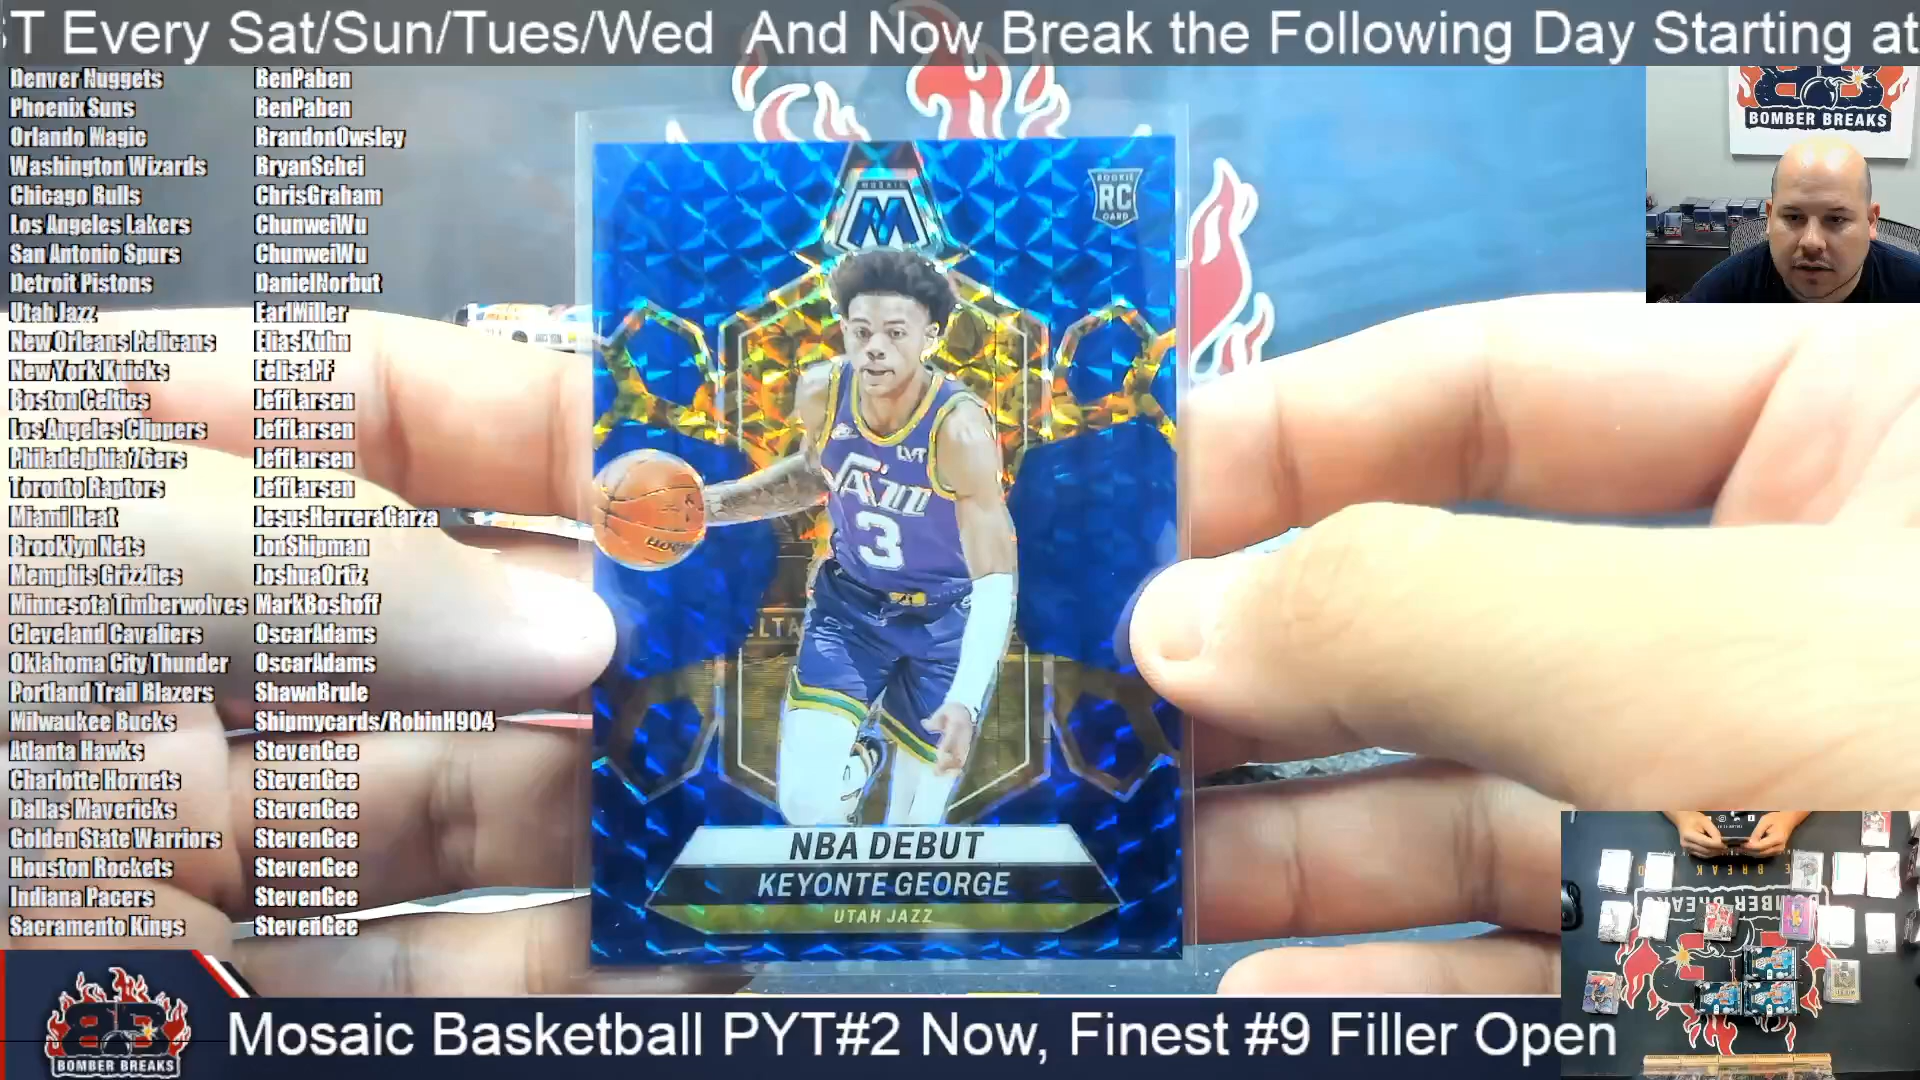 T Every Sat/Sun/Tues/Wed And Now Break the Following Day Starting at
Denver Nuggets BenPaben
Phoenix Suns BenPaben
Orlando Magic BrandonOwsley
Washington Wizards BryanSchei
Chicago Bulls ChrisGraham
Los Angeles Lakers ChunweiWu
San Antonio Spurs ChunweiWu
Detroit Pistons DanielNorbut
Utah Jazz EarlMiller
New Orleans Pelicans EliasKuhn
New York Knicks FelisaPF
Boston Celtics JeffLarsen
Los Angeles Clippers JeffLarsen
Philadelphia 76ers JeffLarsen
Toronto Raptors JeffLarsen
Miami Heat JesusHerreraGarza
Brooklyn Nets JonShipman
Memphis Grizzlies JoshuaOrtiz
Minnesota Timberwolves MarkBoshoff
Cleveland Cavaliers OscarAdams
Oklahoma City Thunder OscarAdams
Portland Trail Blazers ShawnBrule
Milwaukee Bucks Shipmycards/RobinH904
Atlanta Hawks StevenGee
Charlotte Hornets StevenGee
Dallas Mavericks StevenGee
Golden State Warriors StevenGee
Houston Rockets StevenGee
Indiana Pacers StevenGee
Sacramento Kings StevenGee
MOSAIC
ROOKIE
RC
CARD
LVT
JAZZ
3
DELTA
NBA DEBUT
KEYONTE GEORGE
UTAH JAZZ
BOMBER BREAKS
BOMBER BREAKS
BB
BOMBER BREAKS
Mosaic Basketball PYT#2 Now, Finest #9 Filler Open